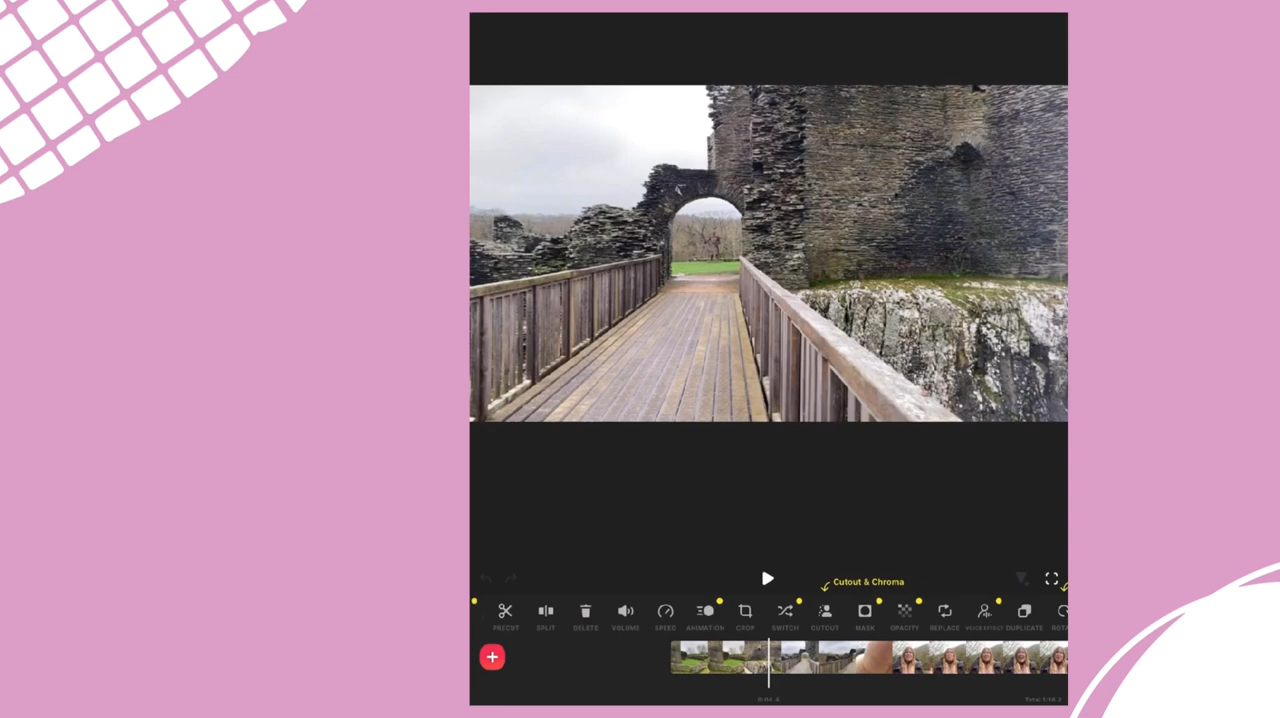 Cutout & Chroma
PRECUT SPLIT DELETE VOLUME SPEED ANIMATION CROP SWITCH CUTOUT MASK OPACITY REPLACE VOICE EFFECT DUPLICATE